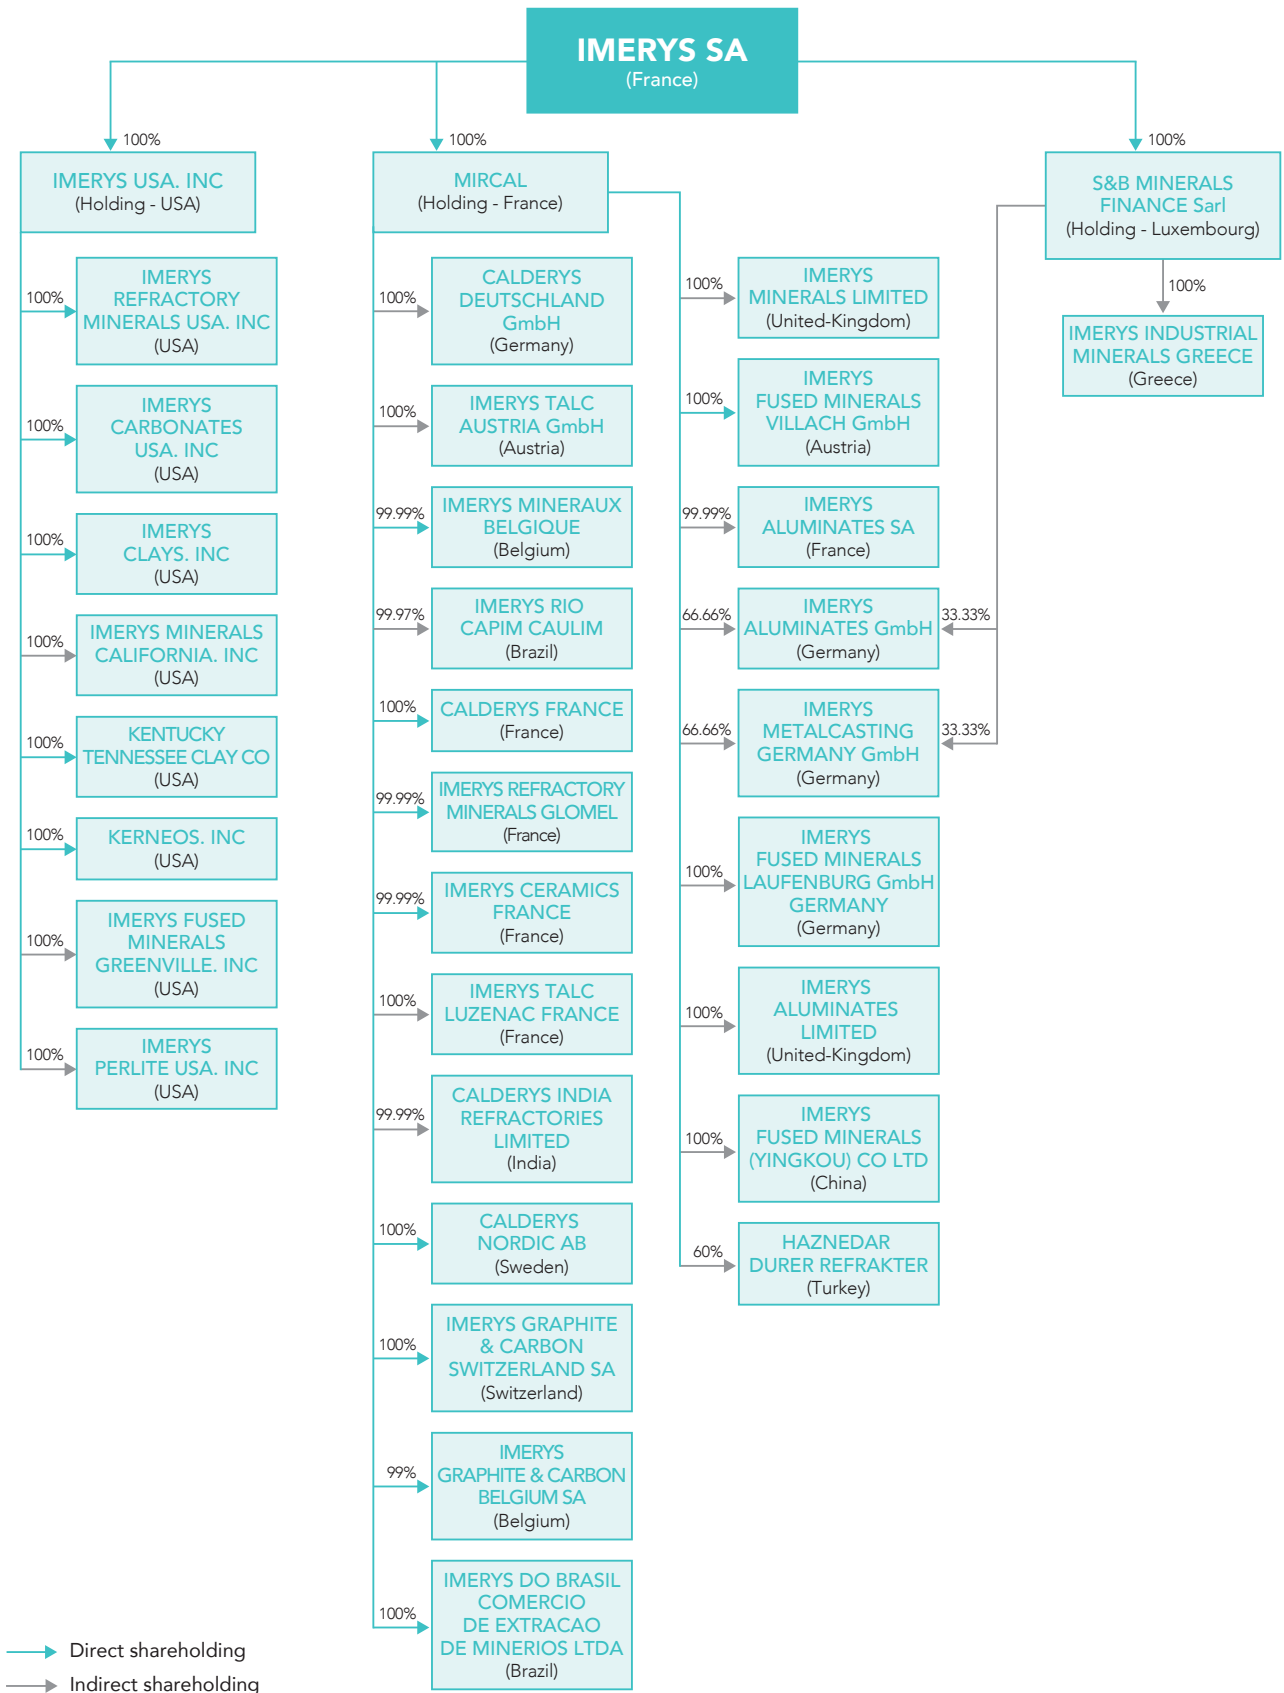 IMERYS SA
(France)
100%
100%
100%
IMERYS USA. INC
(Holding - USA)
MIRCAL
(Holding - France)
S&B MINERALS
FINANCE Sarl
(Holding - Luxembourg)
100%
IMERYS
REFRACTORY
MINERALS USA. INC
(USA)
100%
IMERYS
CARBONATES
USA. INC
(USA)
100%
IMERYS
CLAYS. INC
(USA)
100%
IMERYS MINERALS
CALIFORNIA. INC
(USA)
100%
KENTUCKY
TENNESSEE CLAY CO
(USA)
100%
KERNEOS. INC
(USA)
100%
IMERYS FUSED
MINERALS
GREENVILLE. INC
(USA)
100%
IMERYS
PERLITE USA. INC
(USA)
100%
CALDERYS
DEUTSCHLAND
GmbH
(Germany)
100%
IMERYS TALC
AUSTRIA GmbH
(Austria)
99.99%
IMERYS MINERAUX
BELGIQUE
(Belgium)
99.97%
IMERYS RIO
CAPIM CAULIM
(Brazil)
100%
CALDERYS FRANCE
(France)
99.99%
IMERYS REFRACTORY
MINERALS GLOMEL
(France)
99.99%
IMERYS CERAMICS
FRANCE
(France)
100%
IMERYS TALC
LUZENAC FRANCE
(France)
99.99%
CALDERYS INDIA
REFRACTORIES
LIMITED
(India)
100%
CALDERYS
NORDIC AB
(Sweden)
100%
IMERYS GRAPHITE
& CARBON
SWITZERLAND SA
(Switzerland)
99%
IMERYS
GRAPHITE & CARBON
BELGIUM SA
(Belgium)
100%
IMERYS DO BRASIL
COMERCIO
DE EXTRACAO
DE MINERIOS LTDA
(Brazil)
100%
IMERYS
MINERALS LIMITED
(United-Kingdom)
100%
IMERYS
FUSED MINERALS
VILLACH GmbH
(Austria)
99.99%
IMERYS
ALUMINATES SA
(France)
66.66%
IMERYS
ALUMINATES GmbH
(Germany)
33.33%
66.66%
IMERYS
METALCASTING
GERMANY GmbH
(Germany)
33.33%
100%
IMERYS
FUSED MINERALS
LAUFENBURG GmbH
GERMANY
(Germany)
100%
IMERYS
ALUMINATES
LIMITED
(United-Kingdom)
100%
IMERYS
FUSED MINERALS
(YINGKOU) CO LTD
(China)
60%
HAZNEDAR
DURER REFRAKTER
(Turkey)
100%
IMERYS INDUSTRIAL
MINERALS GREECE
(Greece)
Direct shareholding
Indirect shareholding